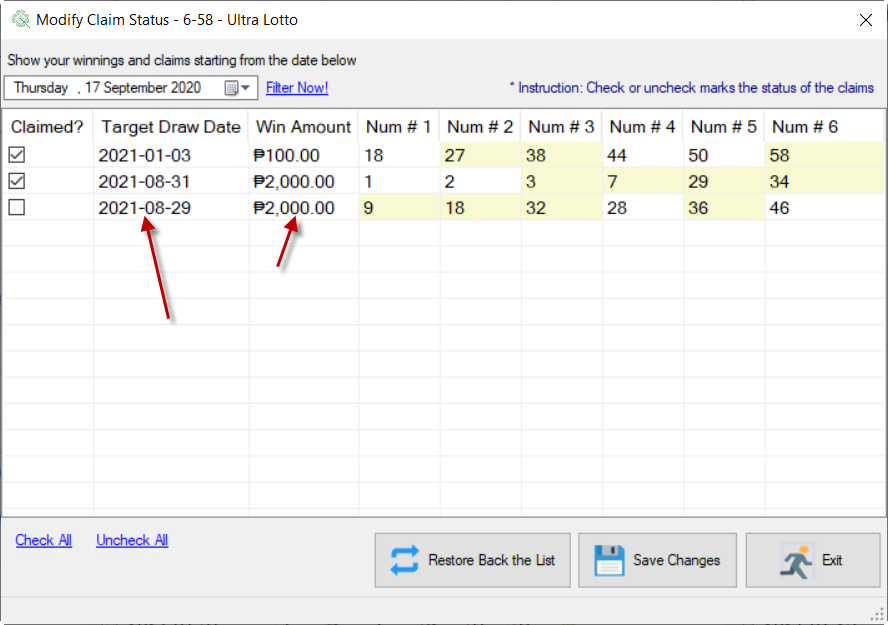 Modify Claim Status - 6-58 - Ultra Lotto
Show your winnings and claims starting from the date below
Thursday , 17 September 2020 Filter Now! * Instruction: Check or uncheck marks the status of the claims
Claimed? Target Draw Date Win Amount Num # 1 Num # 2 Num # 3 Num # 4 Num # 5 Num # 6
2021-01-03 ₱100.00 18 27 38 44 50 58
2021-08-31 ₱2,000.00 1 2 3 7 29 34
2021-08-29 ₱2,000.00 9 18 32 28 36 46
Check All Uncheck All Restore Back the List Save Changes Exit